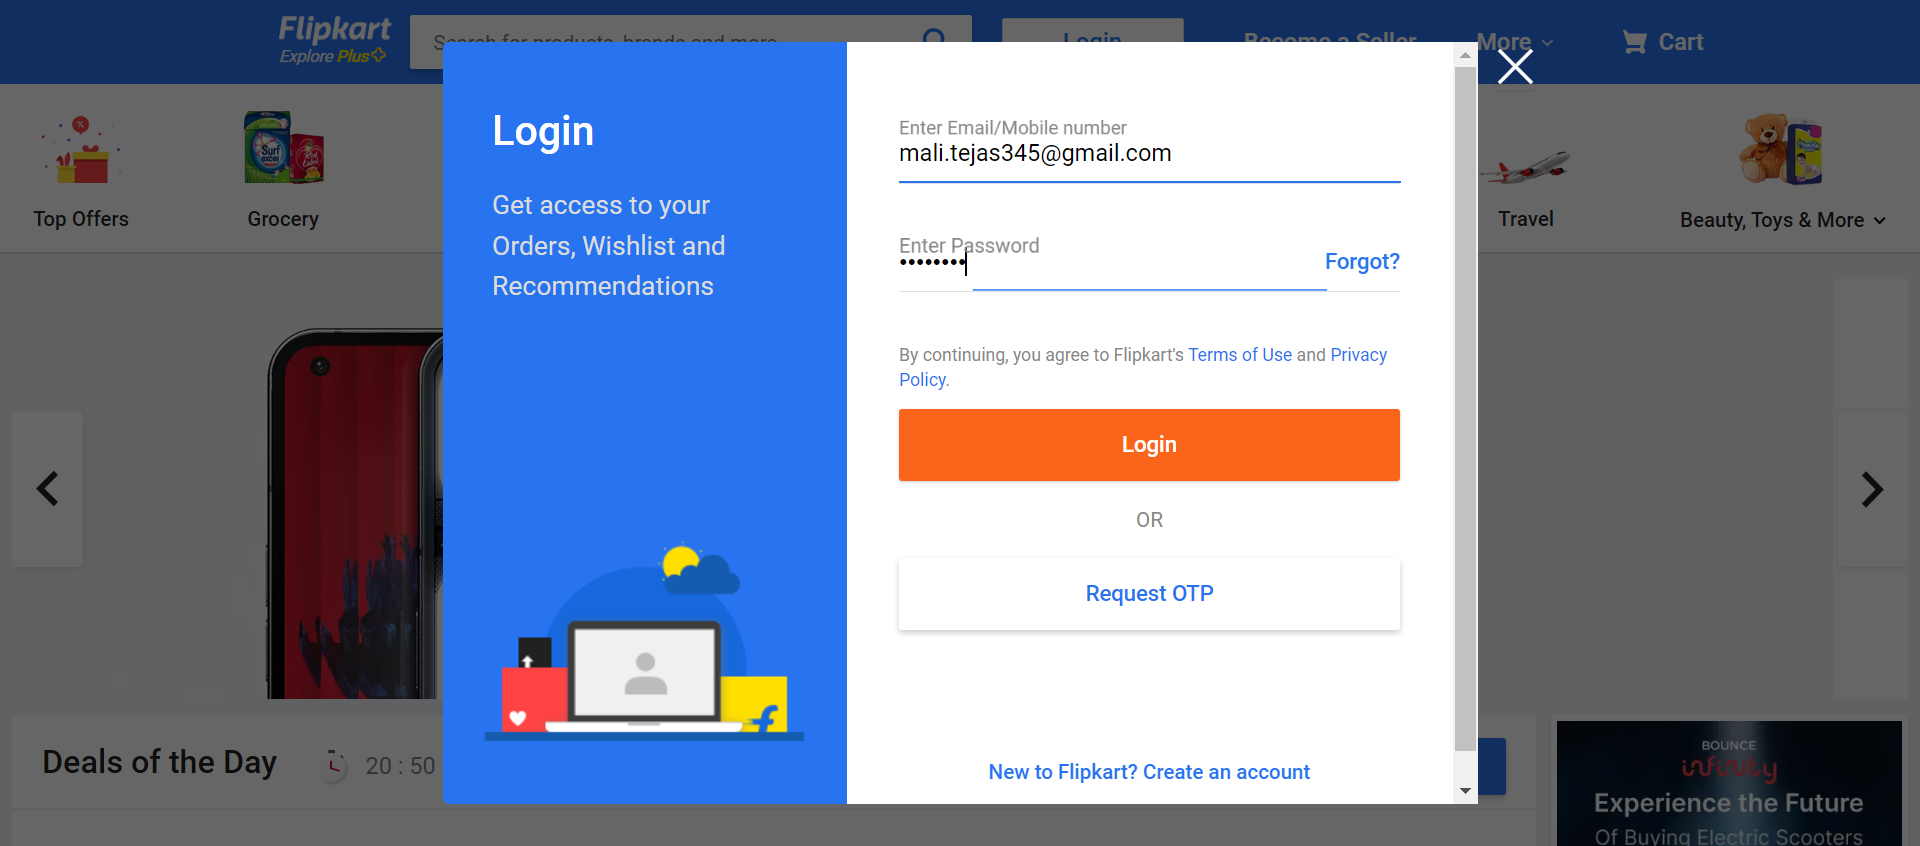 Flipkart
Explore Plus
Search for products, brands and more
Login
Become a Seller
More
Cart
Top Offers
Grocery
Travel
Beauty, Toys & More
Login
Get access to your
Orders, Wishlist and
Recommendations
Enter Email/Mobile number
mali.tejas345@gmail.com
Enter Password
••••••••
Forgot?
By continuing, you agree to Flipkart's Terms of Use and Privacy
Policy.
Login
OR
Request OTP
New to Flipkart? Create an account
Surf
excel
Deals of the Day
20 : 50
BOUNCE
infinity
Experience the Future
Of Buying Electric Scooters